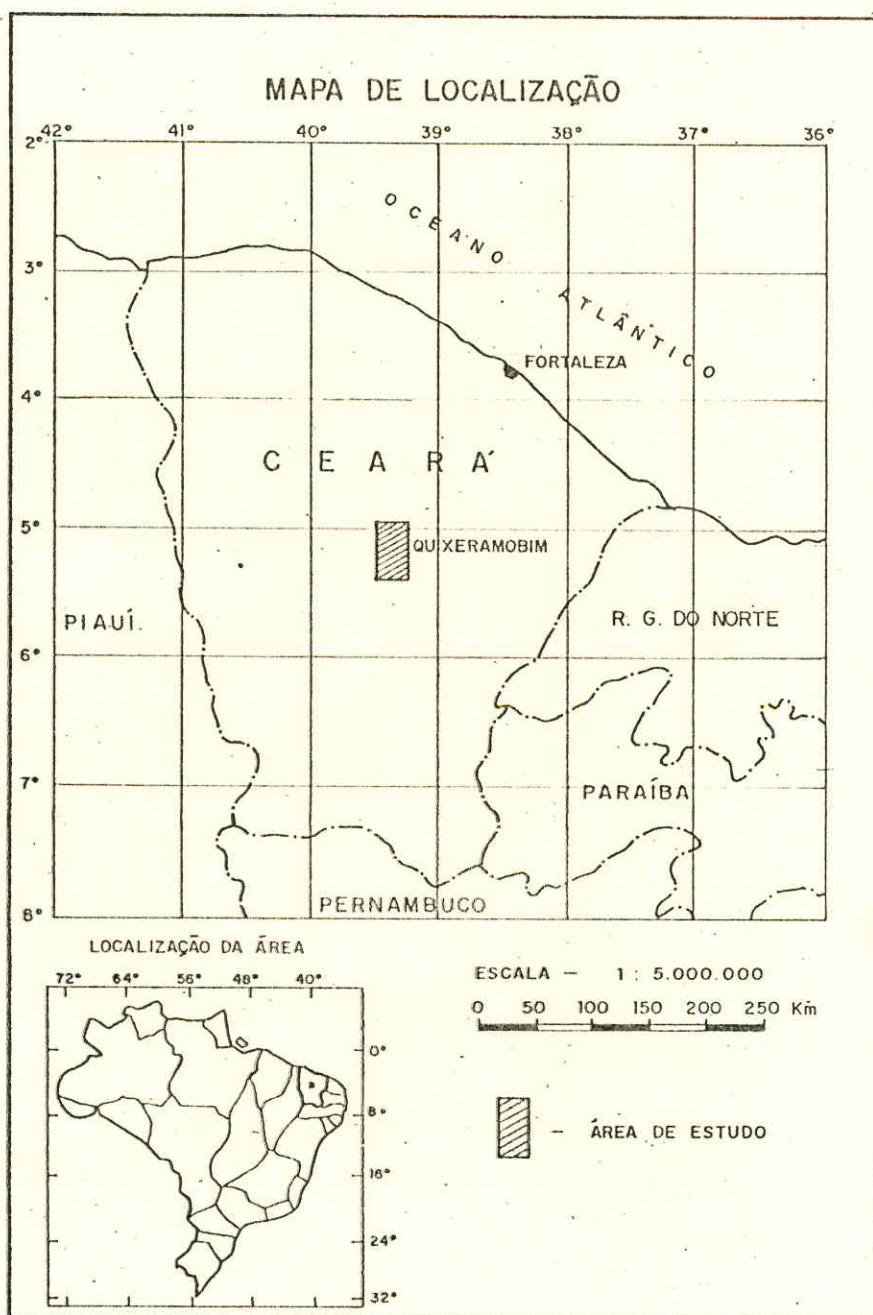 MAPA DE LOCALIZAÇÃO
42° 41° 40° 39° 38° 37° 36°
2°
OCEANO
ATLÂNTICO
3°
FORTALEZA
4°
CEARÁ
5°
QUIXERAMOBIM
PIAUÍ.
R. G. DO NORTE
6°
7°
PARAÍBA
8°
PERNAMBUCO
LOCALIZAÇÃO DA ÁREA
72° 64° 56° 48° 40°
0°
8°
16°
24°
32°
ESCALA – 1 : 5.000.000
0 50 100 150 200 250 Km
– ÁREA DE ESTUDO